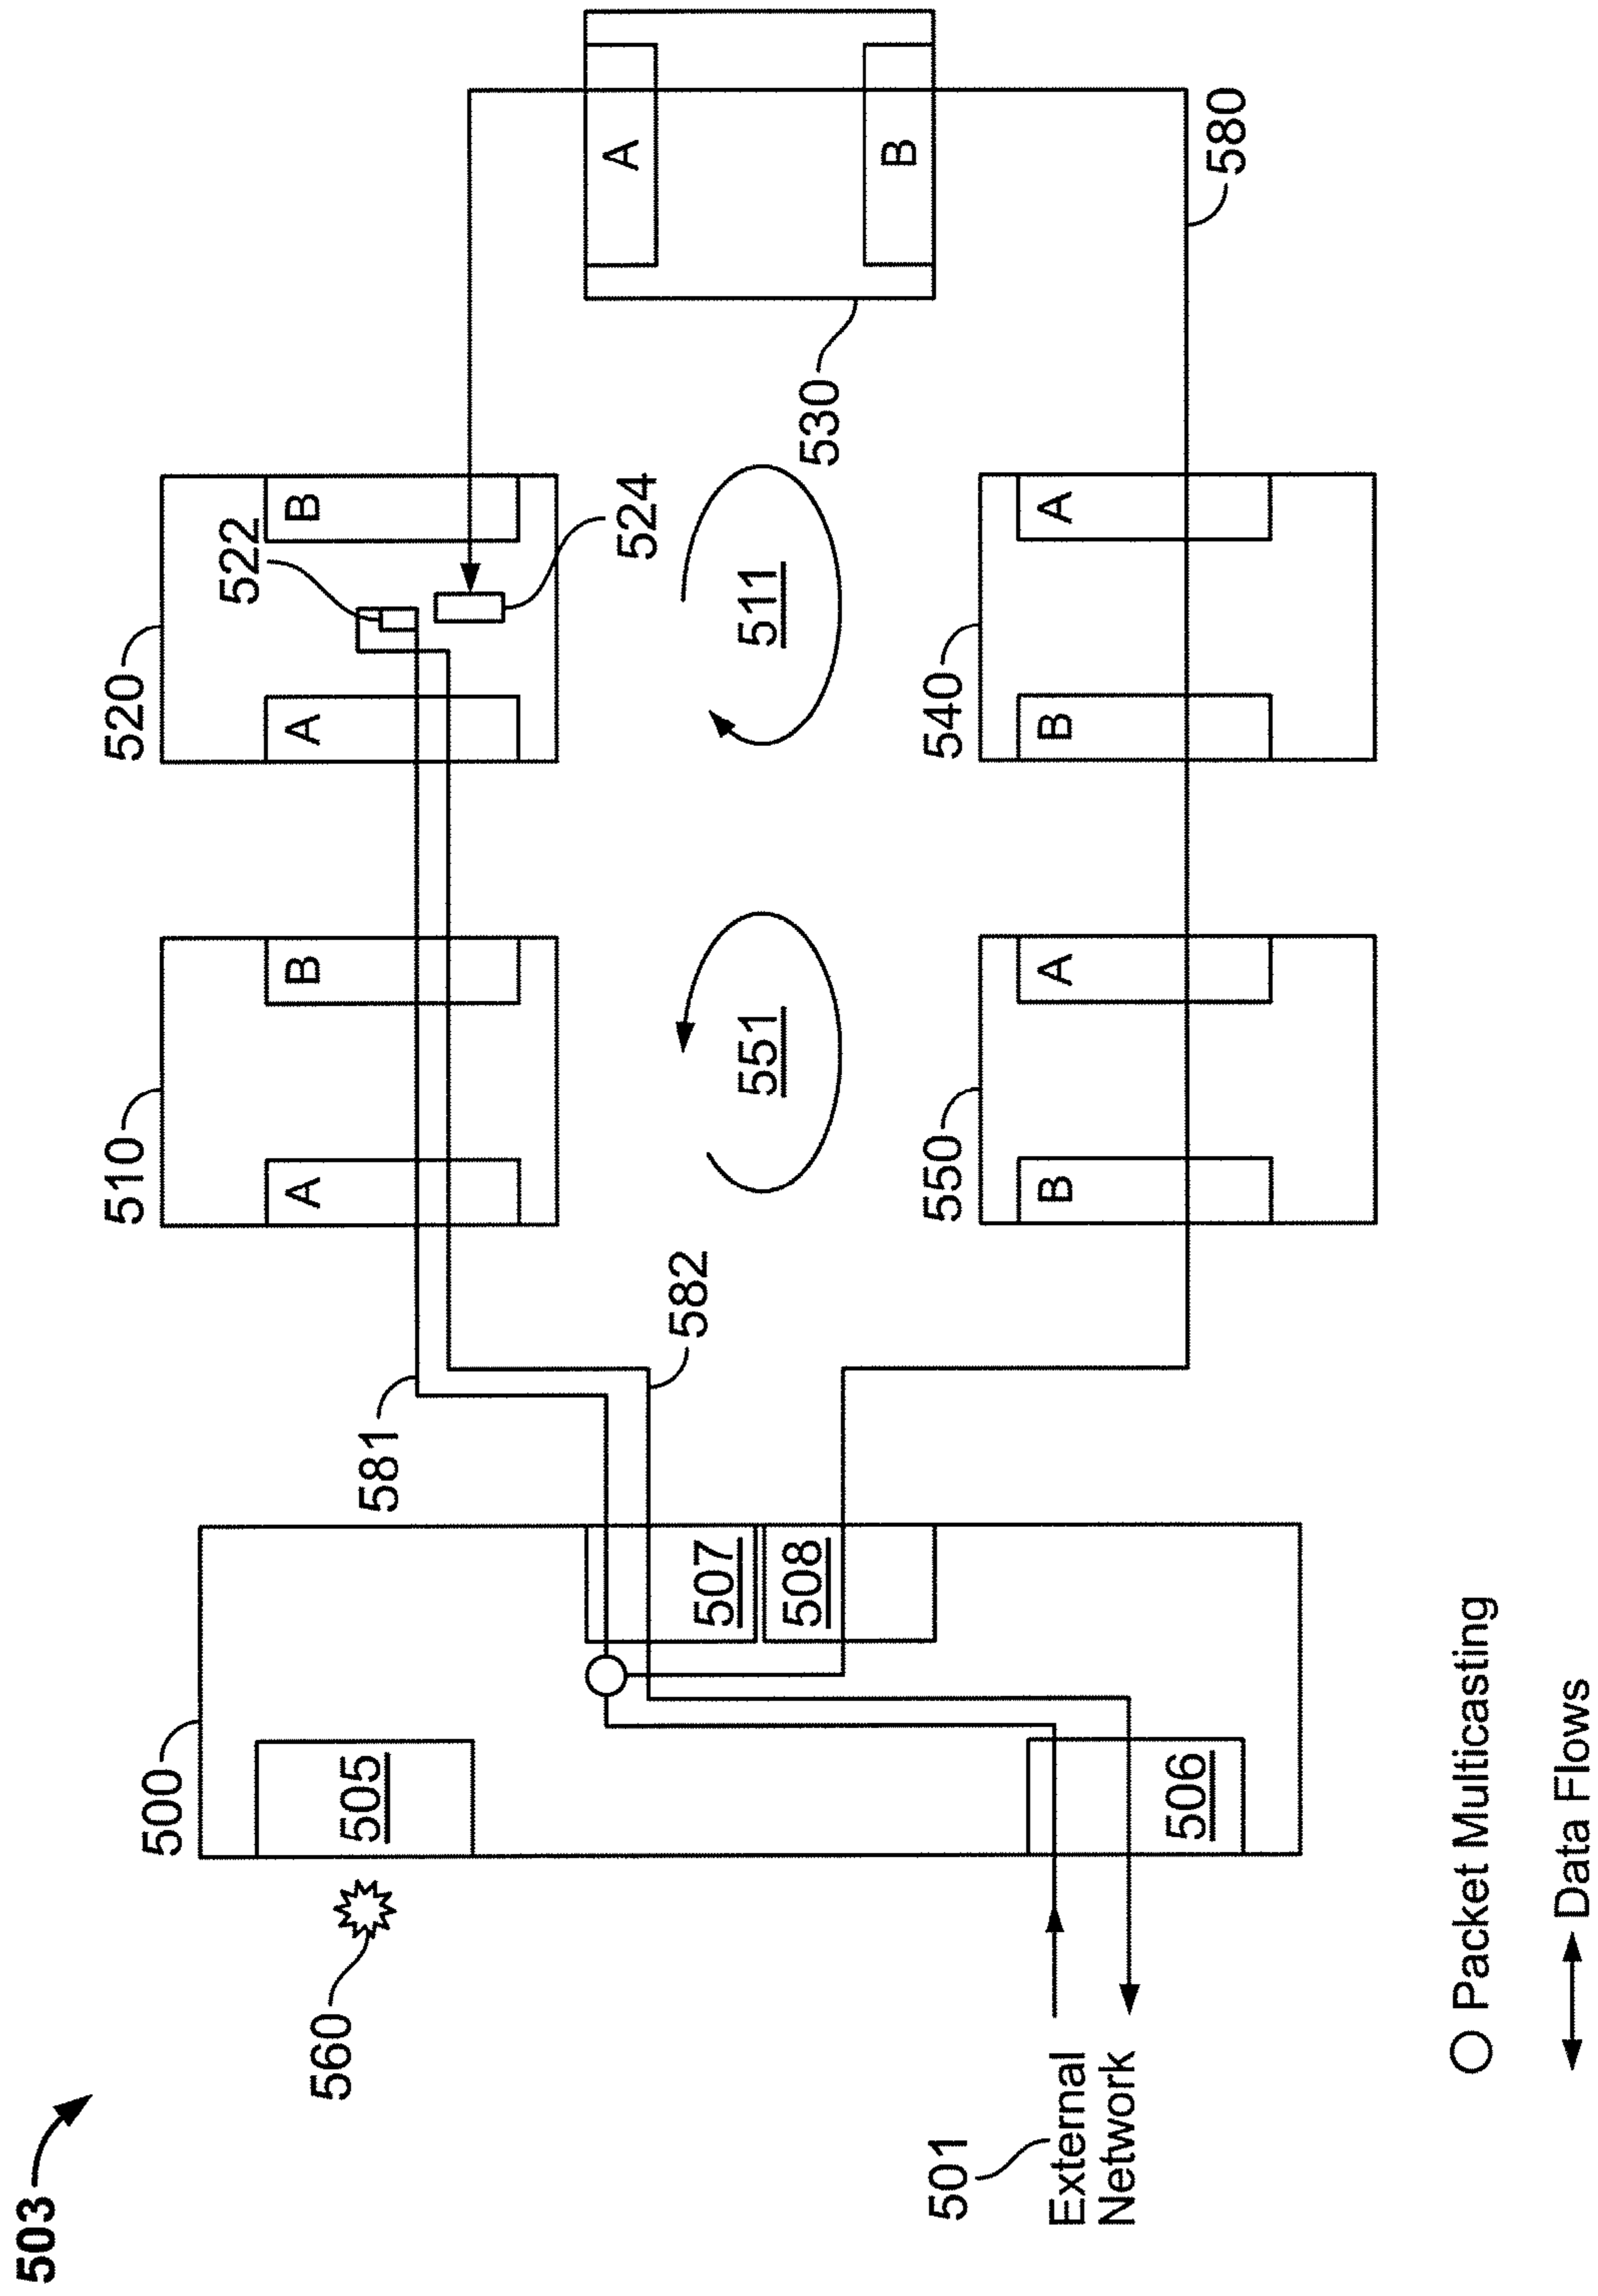 503
510
520
500
522
A
B
A
B
560
505
581
A
524
582
507
551
511
508
530
B
501
550
540
B
A
B
A
External
Network
506
580
Packet Multicasting
Data Flows